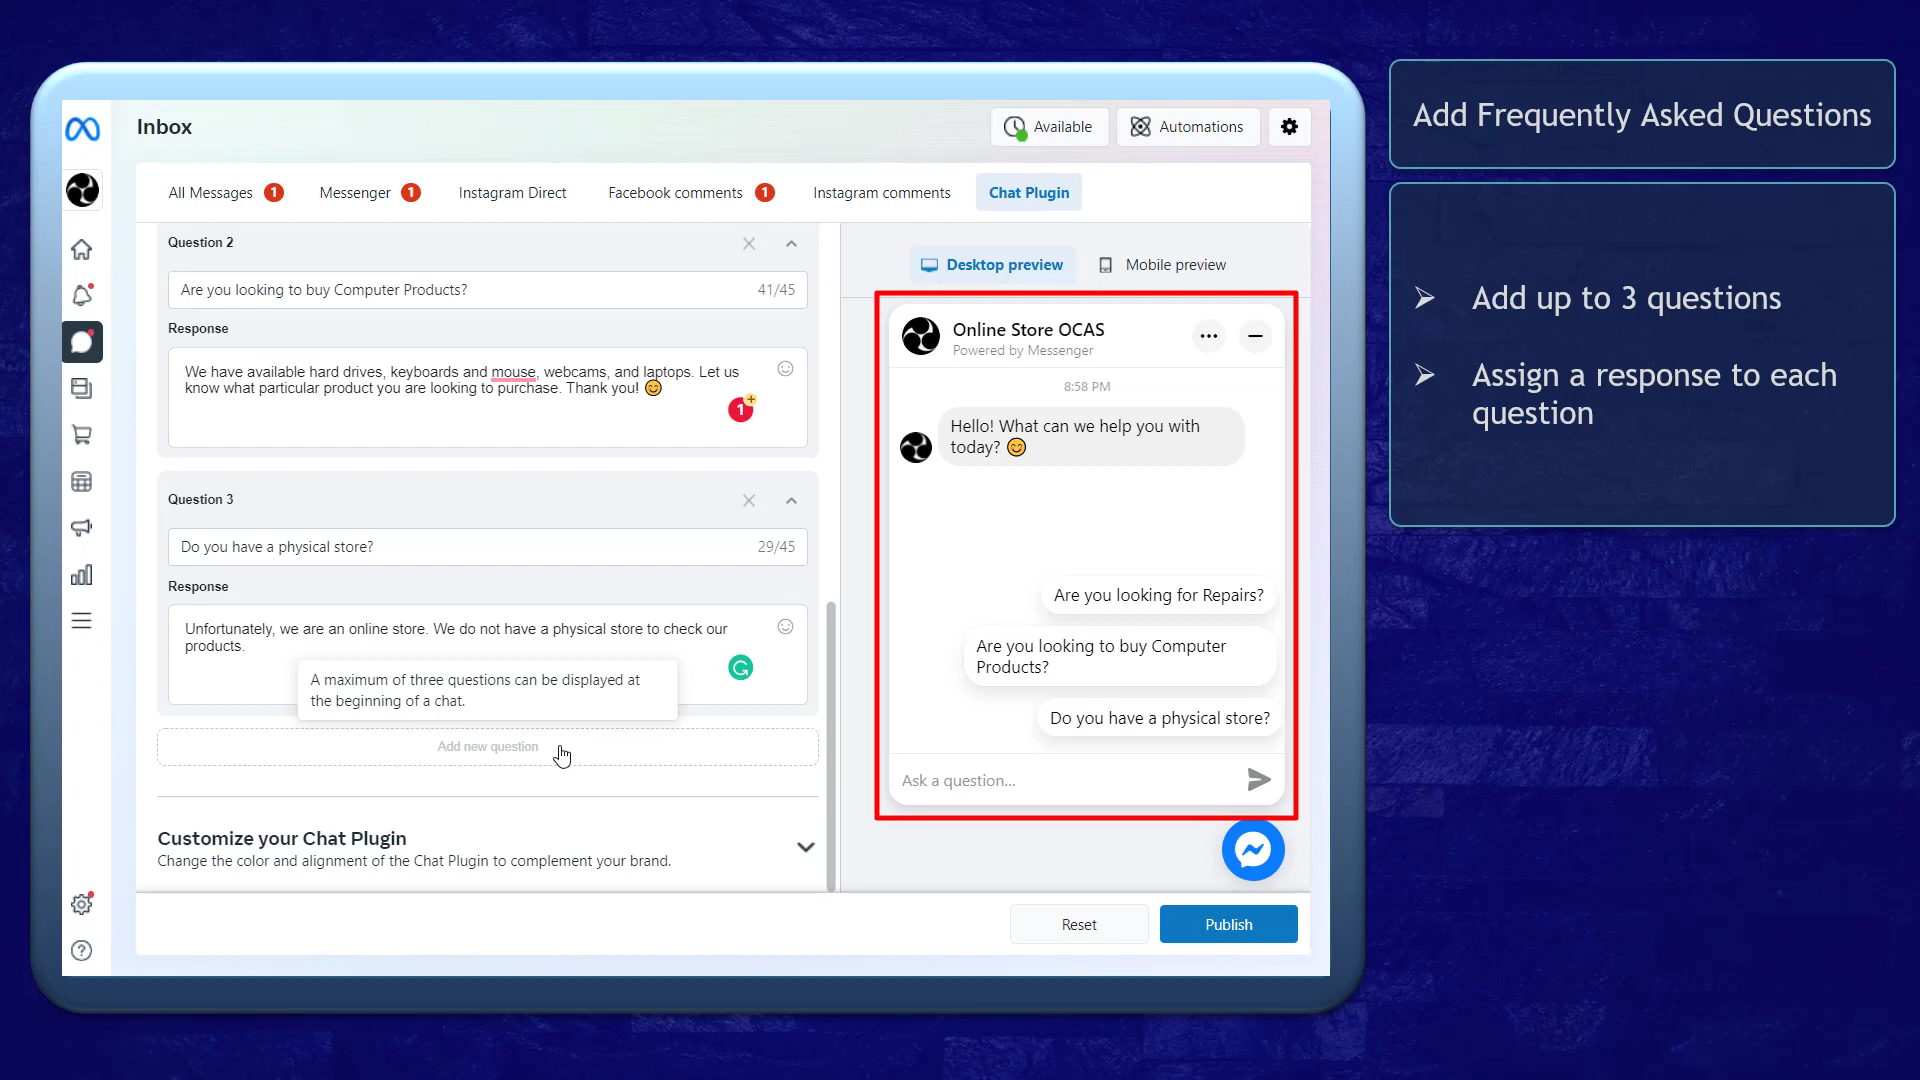 Inbox
Available
Automations
All Messages 1
Messenger 1
Instagram Direct
Facebook comments 1
Instagram comments
Chat Plugin
Question 2
Are you looking to buy Computer Products?
41/45
Response
We have available hard drives, keyboards and mouse, webcams, and laptops. Let us
know what particular product you are looking to purchase. Thank you! 😊
1
Question 3
Do you have a physical store?
29/45
Response
Unfortunately, we are an online store. We do not have a physical store to check our
products.
A maximum of three questions can be displayed at
the beginning of a chat.
Add new question
Customize your Chat Plugin
Change the color and alignment of the Chat Plugin to complement your brand.
Desktop preview
Mobile preview
Online Store OCAS
Powered by Messenger
8:58 PM
Hello! What can we help you with
today? 😊
Are you looking for Repairs?
Are you looking to buy Computer
Products?
Do you have a physical store?
Ask a question...
Reset
Publish
Add Frequently Asked Questions
Add up to 3 questions
Assign a response to each
question